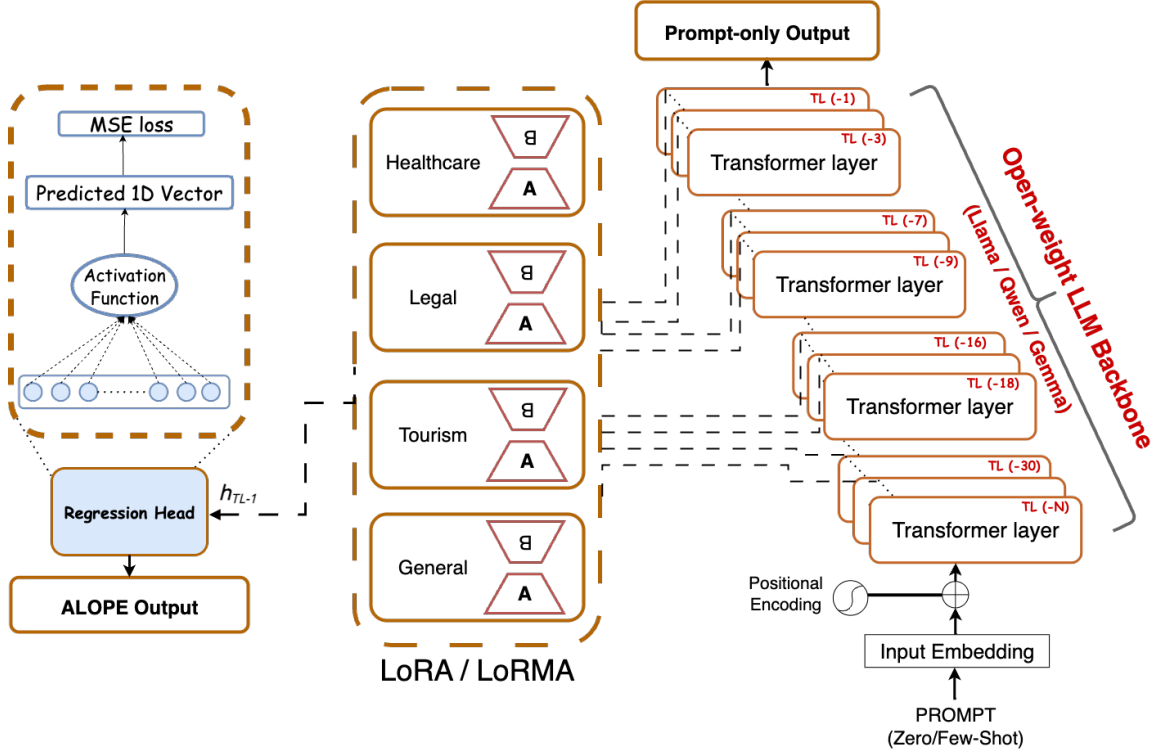 Prompt-only Output
TL (-1)
TL (-3)
Transformer layer
TL (-7)
TL (-9)
Transformer layer
TL (-16)
TL (-18)
Transformer layer
TL (-30)
TL (-N)
Transformer layer
Open-weight LLM Backbone
(Llama / Qwen / Gemma)
Positional
Encoding
Input Embedding
PROMPT
(Zero/Few-Shot)
Healthcare
B
A
Legal
B
A
Tourism
B
A
General
B
A
LoRA / LoRMA
MSE loss
Predicted 1D Vector
Activation
Function
hTL-1
Regression Head
ALOPE Output